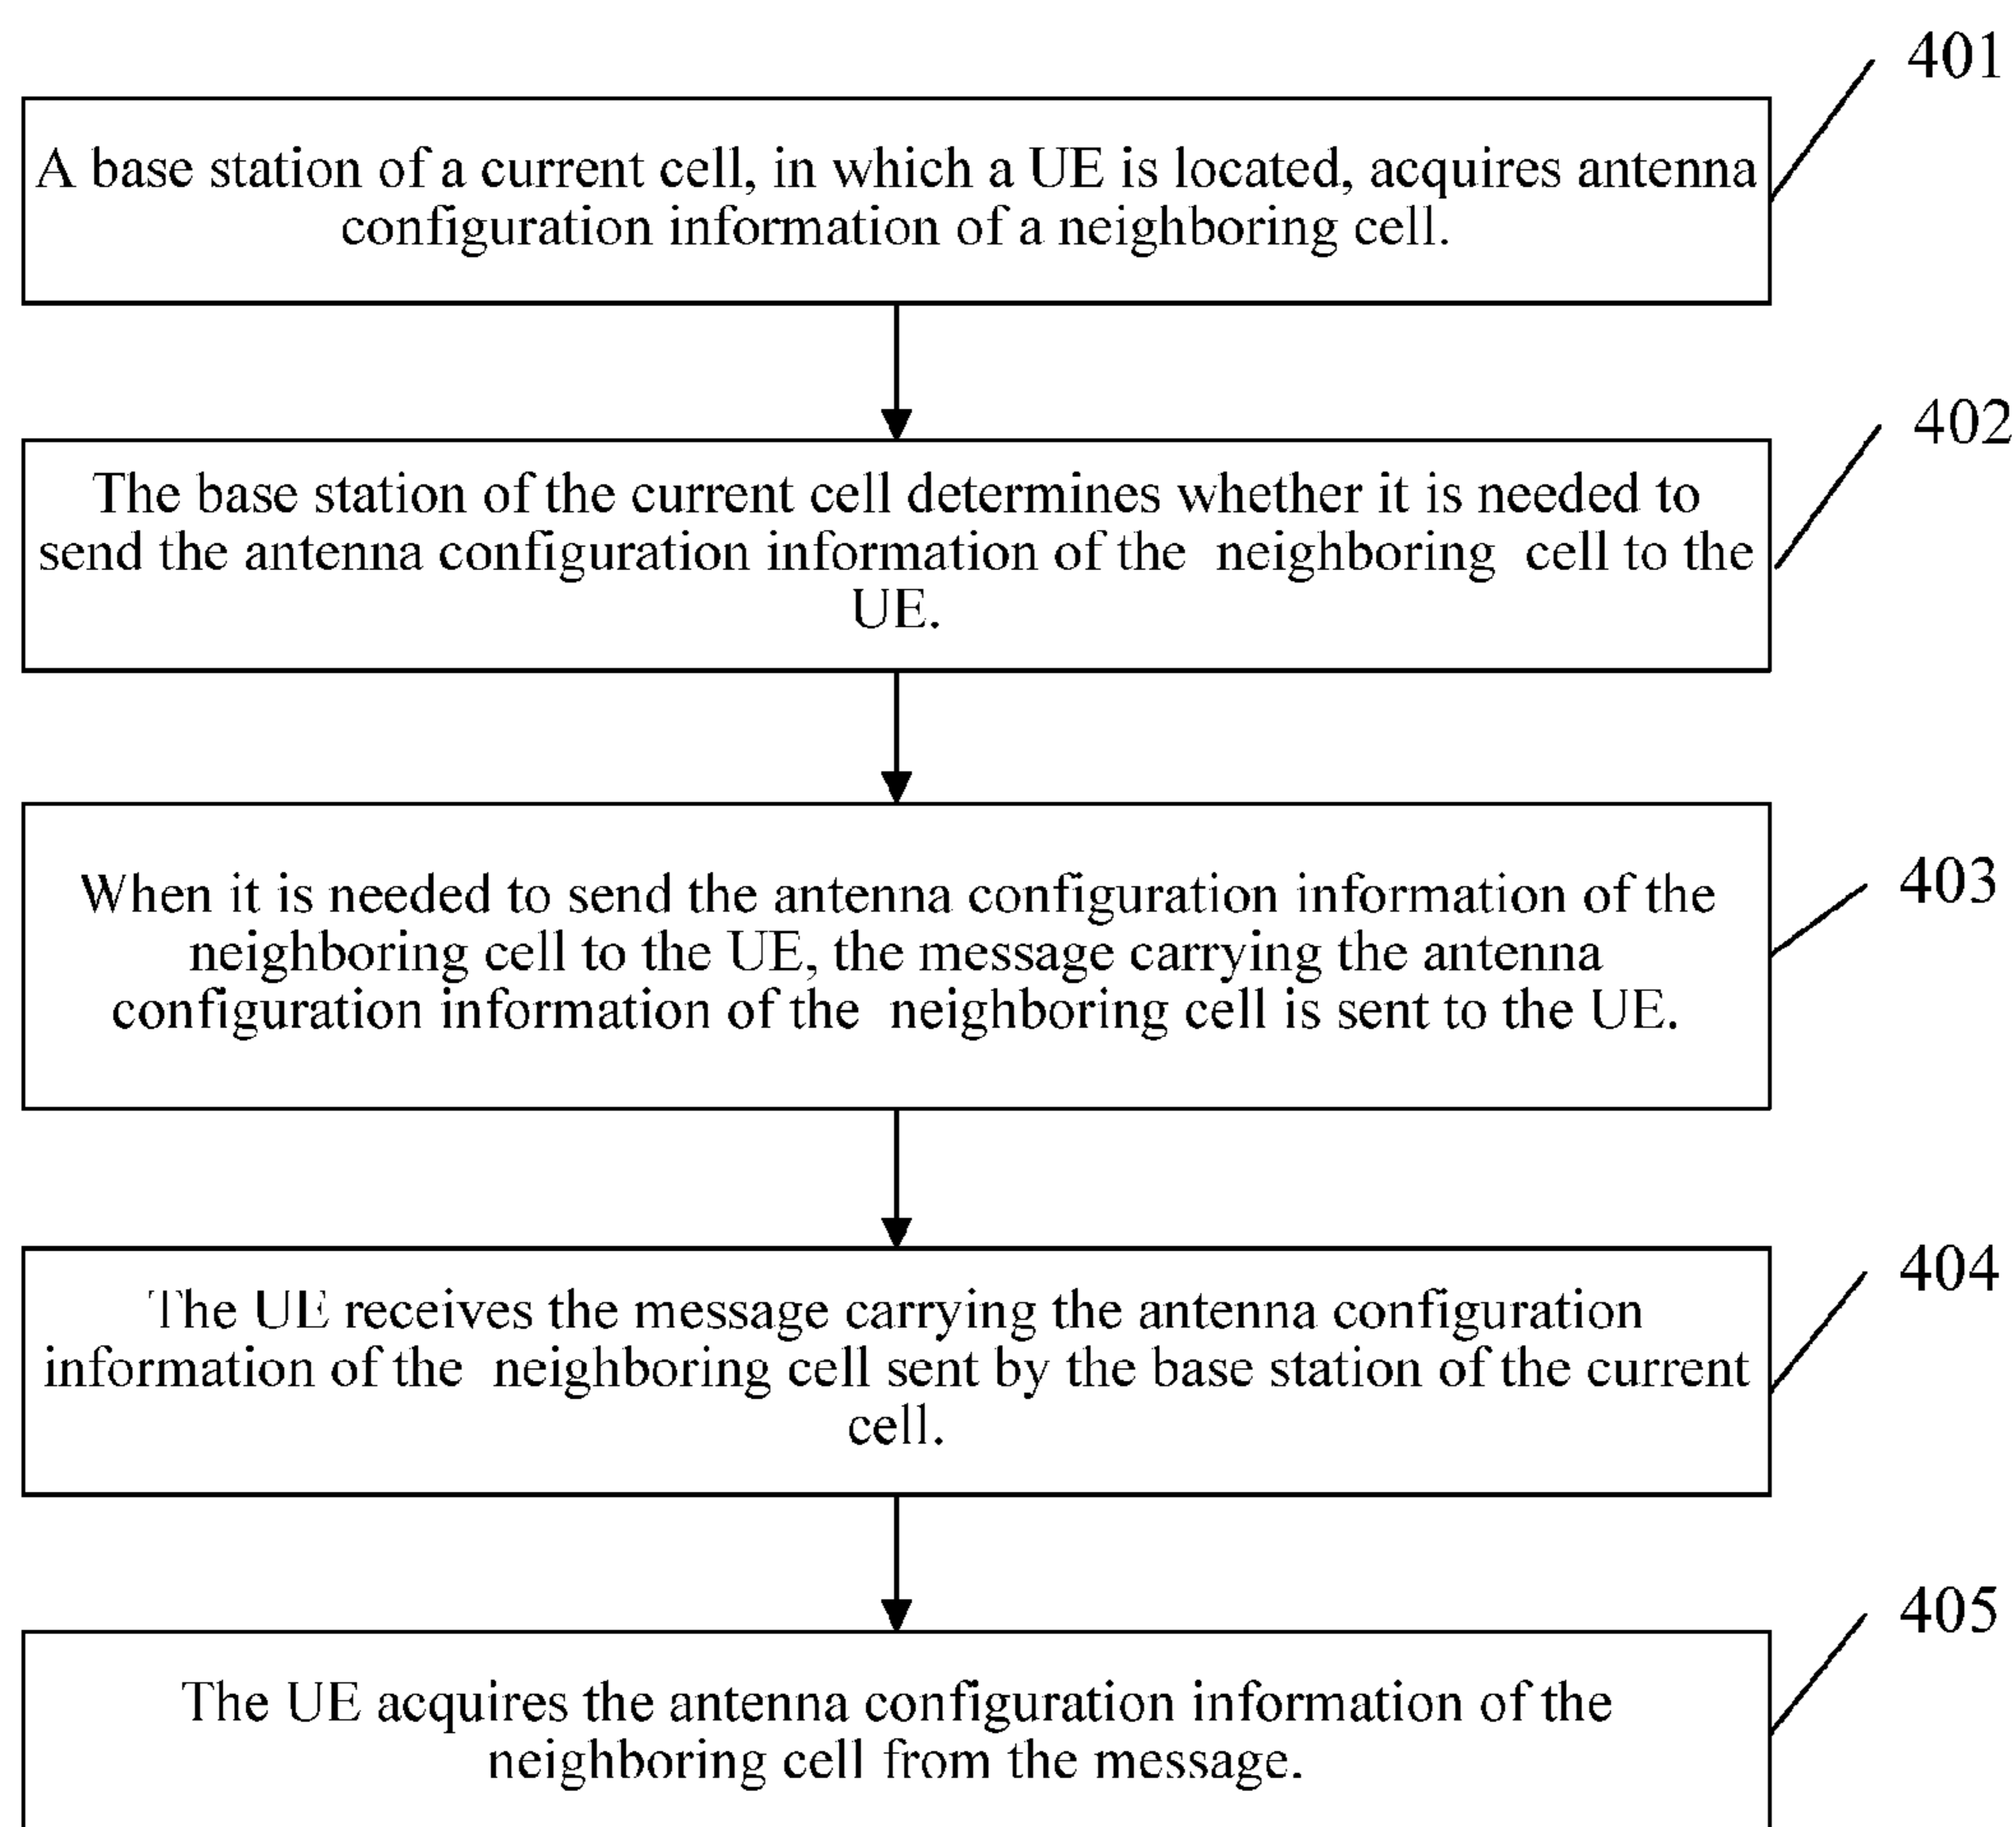 401
A base station of a current cell, in which a UE is located, acquires antenna
configuration information of a neighboring cell.
402
The base station of the current cell determines whether it is needed to
send the antenna configuration information of the neighboring cell to the
UE.
403
When it is needed to send the antenna configuration information of the
neighboring cell to the UE, the message carrying the antenna
configuration information of the neighboring cell is sent to the UE.
404
The UE receives the message carrying the antenna configuration
information of the neighboring cell sent by the base station of the current
cell.
405
The UE acquires the antenna configuration information of the
neighboring cell from the message.